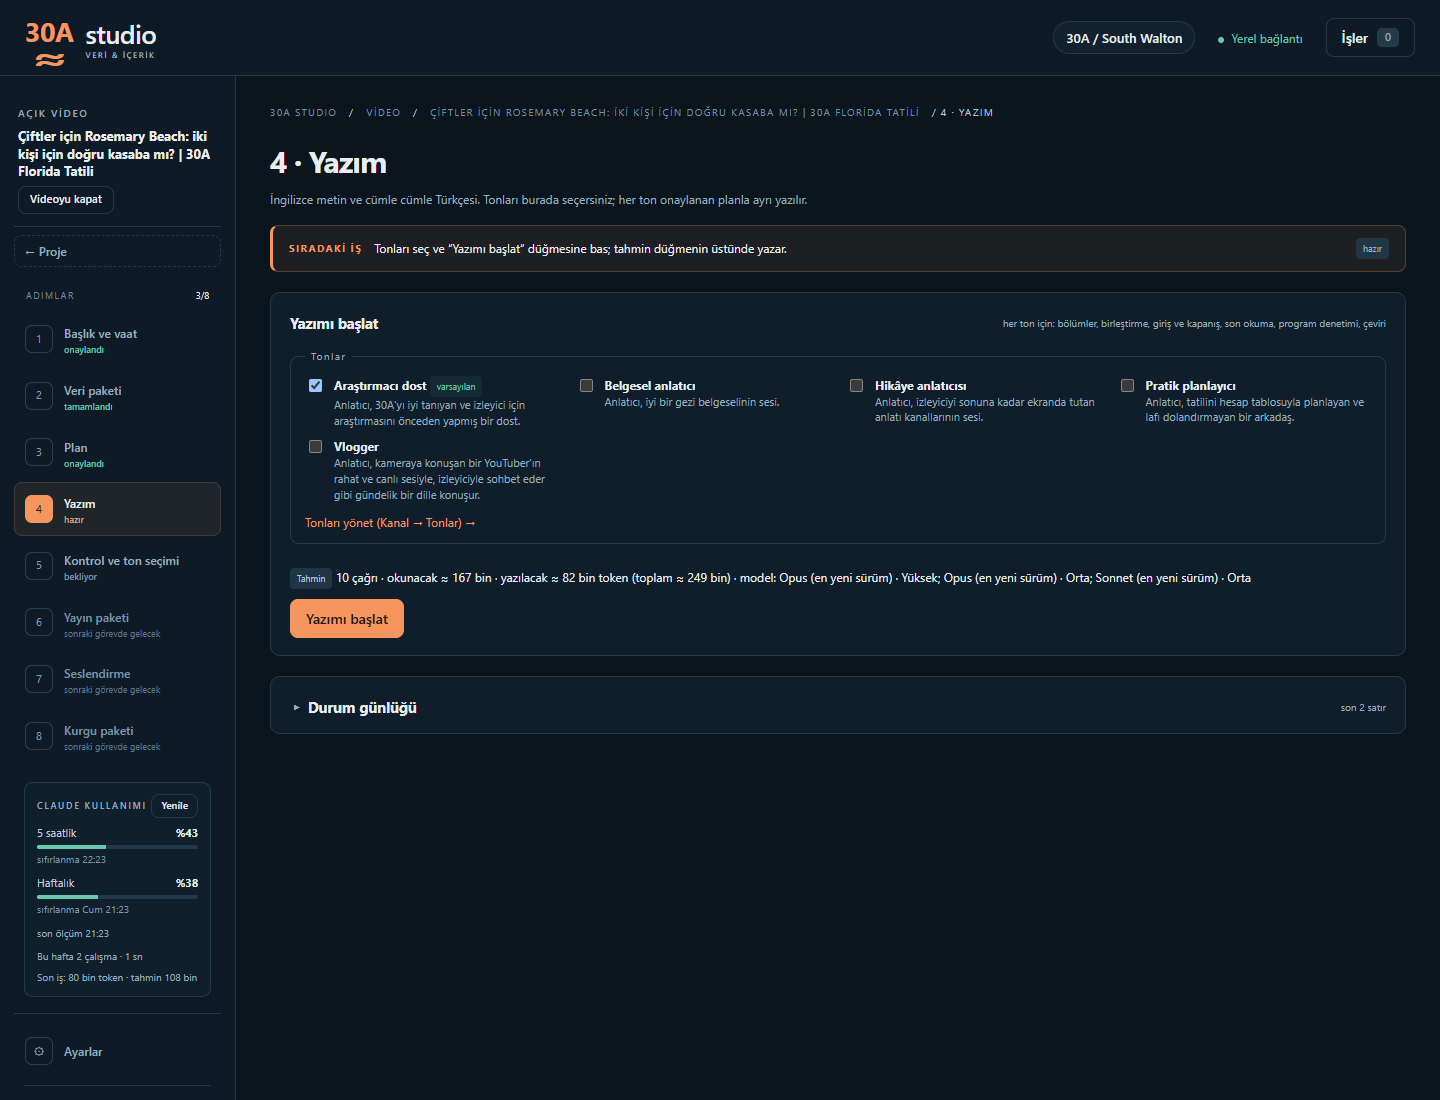 30A studio
VERİ & İÇERİK
30A / South Walton
Yerel bağlantı
İşler 0
AÇIK VİDEO
Çiftler için Rosemary Beach: iki
kişi için doğru kasaba mı? | 30A
Florida Tatili
Videoyu kapat
← Proje
ADIMLAR 3/8
1 Başlık ve vaat
onaylandı
2 Veri paketi
tamamlandı
3 Plan
onaylandı
4 Yazım
hazır
5 Kontrol ve ton seçimi
bekliyor
6 Yayın paketi
sonraki görevde gelecek
7 Seslendirme
sonraki görevde gelecek
8 Kurgu paketi
sonraki görevde gelecek
CLAUDE KULLANIMI Yenile
5 saatlik %43
sıfırlanma 22:23
Haftalık %38
sıfırlanma Cum 21:23
son ölçüm 21:23
Bu hafta 2 çalışma · 1 sn
Son iş: 80 bin token · tahmin 108 bin
Ayarlar
30A STUDIO / VİDEO / ÇİFTLER İÇİN ROSEMARY BEACH: İKİ KİŞİ İÇİN DOĞRU KASABA MI? | 30A FLORİDA TATİLİ / 4 · YAZIM
4 · Yazım
İngilizce metin ve cümle cümle Türkçesi. Tonları burada seçersiniz; her ton onaylanan planla ayrı yazılır.
SIRADAKİ İŞ Tonları seç ve “Yazımı başlat” düğmesine bas; tahmin düğmenin üstünde yazar. hazır
Yazımı başlat
her ton için: bölümler, birleştirme, giriş ve kapanış, son okuma, program denetimi, çeviri
Tonlar
Araştırmacı dost varsayılan
Anlatıcı, 30A'yı iyi tanıyan ve izleyici için
araştırmasını önceden yapmış bir dost.
Belgesel anlatıcı
Anlatıcı, iyi bir gezi belgeselinin sesi.
Hikâye anlatıcısı
Anlatıcı, izleyiciyi sonuna kadar ekranda tutan
anlatı kanallarının sesi.
Pratik planlayıcı
Anlatıcı, tatilini hesap tablosuyla planlayan ve
lafı dolandırmayan bir arkadaş.
Vlogger
Anlatıcı, kameraya konuşan bir YouTuber'ın
rahat ve canlı sesiyle, izleyiciyle sohbet eder
gibi gündelik bir dille konuşur.
Tonları yönet (Kanal → Tonlar) →
Tahmin 10 çağrı · okunacak ≈ 167 bin · yazılacak ≈ 82 bin token (toplam ≈ 249 bin) · model: Opus (en yeni sürüm) · Yüksek; Opus (en yeni sürüm) · Orta; Sonnet (en yeni sürüm) · Orta
Yazımı başlat
Durum günlüğü
son 2 satır